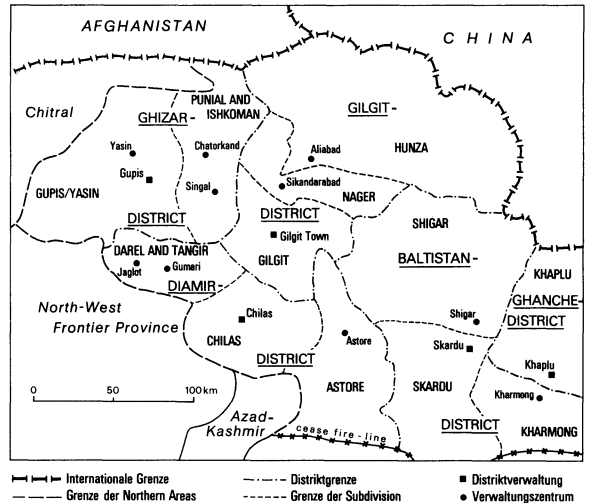 AFGHANISTAN
CHINA
Chitral
PUNIAL AND
ISHKOMAN
GHIZAR-
GILGIT-
Yasin
Chatorkand
Aliabad
HUNZA
Gupis
Singal
Sikandarabad
GUPIS/YASIN
NAGER
DISTRICT
DISTRICT
SHIGAR
Gilgit Town
DAREL AND TANGIR
GILGIT
BALTISTAN-
Jaglot
Gumari
KHAPLU
DIAMIR-
GHANCHE-
DISTRICT
North-West
Frontier Province
Chilas
Shigar
CHILAS
Astore
Skardu
DISTRICT
Khaplu
ASTORE
SKARDU
Kharmong
0 50 100 km
Azad-
Kashmir
DISTRICT
KHARMONG
cease fire-line
Internationale Grenze
Distriktgrenze
Distriktverwaltung
Grenze der Northern Areas
Grenze der Subdivision
Verwaltungszentrum